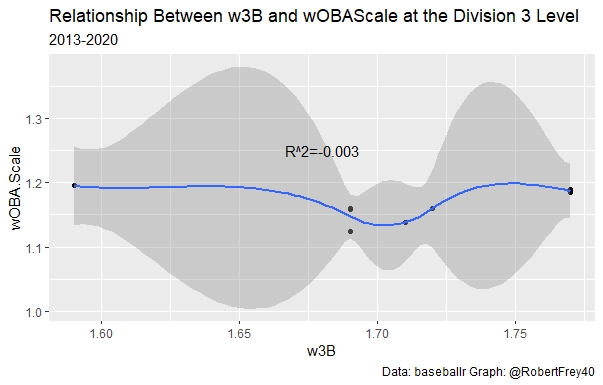 Relationship Between w3B and wOBAScale at the Division 3 Level
2013-2020
1.3
1.2
1.1
1.0
wOBA.Scale
R^2=-0.003
1.60
1.65
1.70
1.75
w3B
Data: baseballr Graph: @RobertFrey40